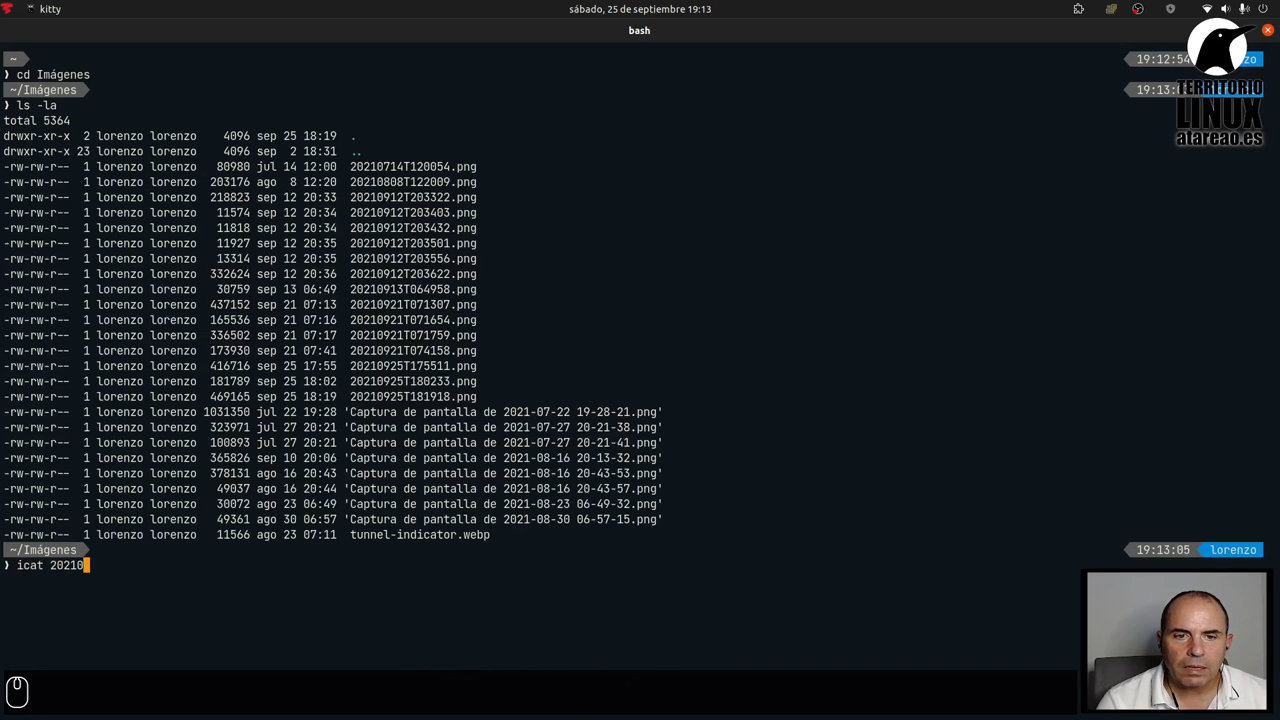 kitty
sábado, 25 de septiembre 19:13
bash
~
19:12:54
zo
❯ cd Imágenes
~/Imágenes
19:13:0
❯ ls -la
total 5364
drwxr-xr-x 2 lorenzo lorenzo 4096 sep 25 18:19 .
drwxr-xr-x 23 lorenzo lorenzo 4096 sep 2 18:31 ..
-rw-rw-r-- 1 lorenzo lorenzo 80980 jul 14 12:00 20210714T120054.png
-rw-rw-r-- 1 lorenzo lorenzo 203176 ago 8 12:20 20210808T122009.png
-rw-rw-r-- 1 lorenzo lorenzo 218823 sep 12 20:33 20210912T203322.png
-rw-rw-r-- 1 lorenzo lorenzo 11574 sep 12 20:34 20210912T203403.png
-rw-rw-r-- 1 lorenzo lorenzo 11818 sep 12 20:34 20210912T203432.png
-rw-rw-r-- 1 lorenzo lorenzo 11927 sep 12 20:35 20210912T203501.png
-rw-rw-r-- 1 lorenzo lorenzo 13314 sep 12 20:35 20210912T203556.png
-rw-rw-r-- 1 lorenzo lorenzo 332624 sep 12 20:36 20210912T203622.png
-rw-rw-r-- 1 lorenzo lorenzo 30759 sep 13 06:49 20210913T064958.png
-rw-rw-r-- 1 lorenzo lorenzo 437152 sep 21 07:13 20210921T071307.png
-rw-rw-r-- 1 lorenzo lorenzo 165536 sep 21 07:16 20210921T071654.png
-rw-rw-r-- 1 lorenzo lorenzo 336502 sep 21 07:17 20210921T071759.png
-rw-rw-r-- 1 lorenzo lorenzo 173930 sep 21 07:41 20210921T074158.png
-rw-rw-r-- 1 lorenzo lorenzo 416716 sep 25 17:55 20210925T175511.png
-rw-rw-r-- 1 lorenzo lorenzo 181789 sep 25 18:02 20210925T180233.png
-rw-rw-r-- 1 lorenzo lorenzo 469165 sep 25 18:19 20210925T181918.png
-rw-rw-r-- 1 lorenzo lorenzo 1031350 jul 22 19:28 'Captura de pantalla de 2021-07-22 19-28-21.png'
-rw-rw-r-- 1 lorenzo lorenzo 323971 jul 27 20:21 'Captura de pantalla de 2021-07-27 20-21-38.png'
-rw-rw-r-- 1 lorenzo lorenzo 100893 jul 27 20:21 'Captura de pantalla de 2021-07-27 20-21-41.png'
-rw-rw-r-- 1 lorenzo lorenzo 365826 sep 10 20:06 'Captura de pantalla de 2021-08-16 20-13-32.png'
-rw-rw-r-- 1 lorenzo lorenzo 378131 ago 16 20:43 'Captura de pantalla de 2021-08-16 20-43-53.png'
-rw-rw-r-- 1 lorenzo lorenzo 49037 ago 16 20:44 'Captura de pantalla de 2021-08-16 20-43-57.png'
-rw-rw-r-- 1 lorenzo lorenzo 30072 ago 23 06:49 'Captura de pantalla de 2021-08-23 06-49-32.png'
-rw-rw-r-- 1 lorenzo lorenzo 49361 ago 30 06:57 'Captura de pantalla de 2021-08-30 06-57-15.png'
-rw-rw-r-- 1 lorenzo lorenzo 11566 ago 23 07:11 tunnel-indicator.webp
~/Imágenes
19:13:05 lorenzo
❯ icat 20210
TERRITORIO
LINUX
atareao.es